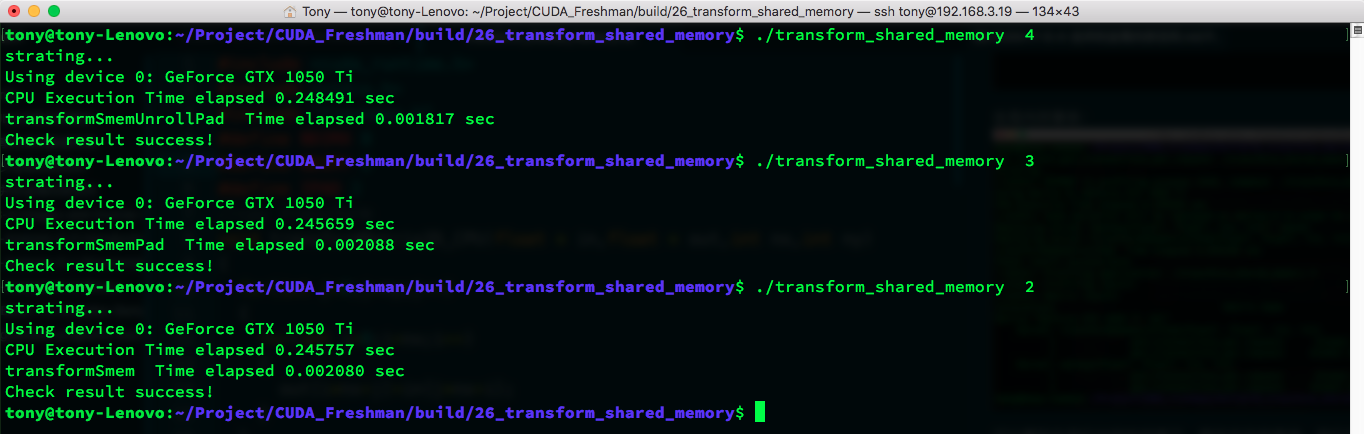 Tony — tony@tony-Lenovo: ~/Project/CUDA_Freshman/build/26_transform_shared_memory — ssh tony@192.168.3.19 — 134×43
[tony@tony-Lenovo:~/Project/CUDA_Freshman/build/26_transform_shared_memory$ ./transform_shared_memory  4 ]
strating...
Using device 0: GeForce GTX 1050 Ti
CPU Execution Time elapsed 0.248491 sec
transformSmemUnrollPad  Time elapsed 0.001817 sec
Check result success!
[tony@tony-Lenovo:~/Project/CUDA_Freshman/build/26_transform_shared_memory$ ./transform_shared_memory  3 ]
strating...
Using device 0: GeForce GTX 1050 Ti
CPU Execution Time elapsed 0.245659 sec
transformSmemPad  Time elapsed 0.002088 sec
Check result success!
[tony@tony-Lenovo:~/Project/CUDA_Freshman/build/26_transform_shared_memory$ ./transform_shared_memory  2 ]
strating...
Using device 0: GeForce GTX 1050 Ti
CPU Execution Time elapsed 0.245757 sec
transformSmem  Time elapsed 0.002080 sec
Check result success!
tony@tony-Lenovo:~/Project/CUDA_Freshman/build/26_transform_shared_memory$